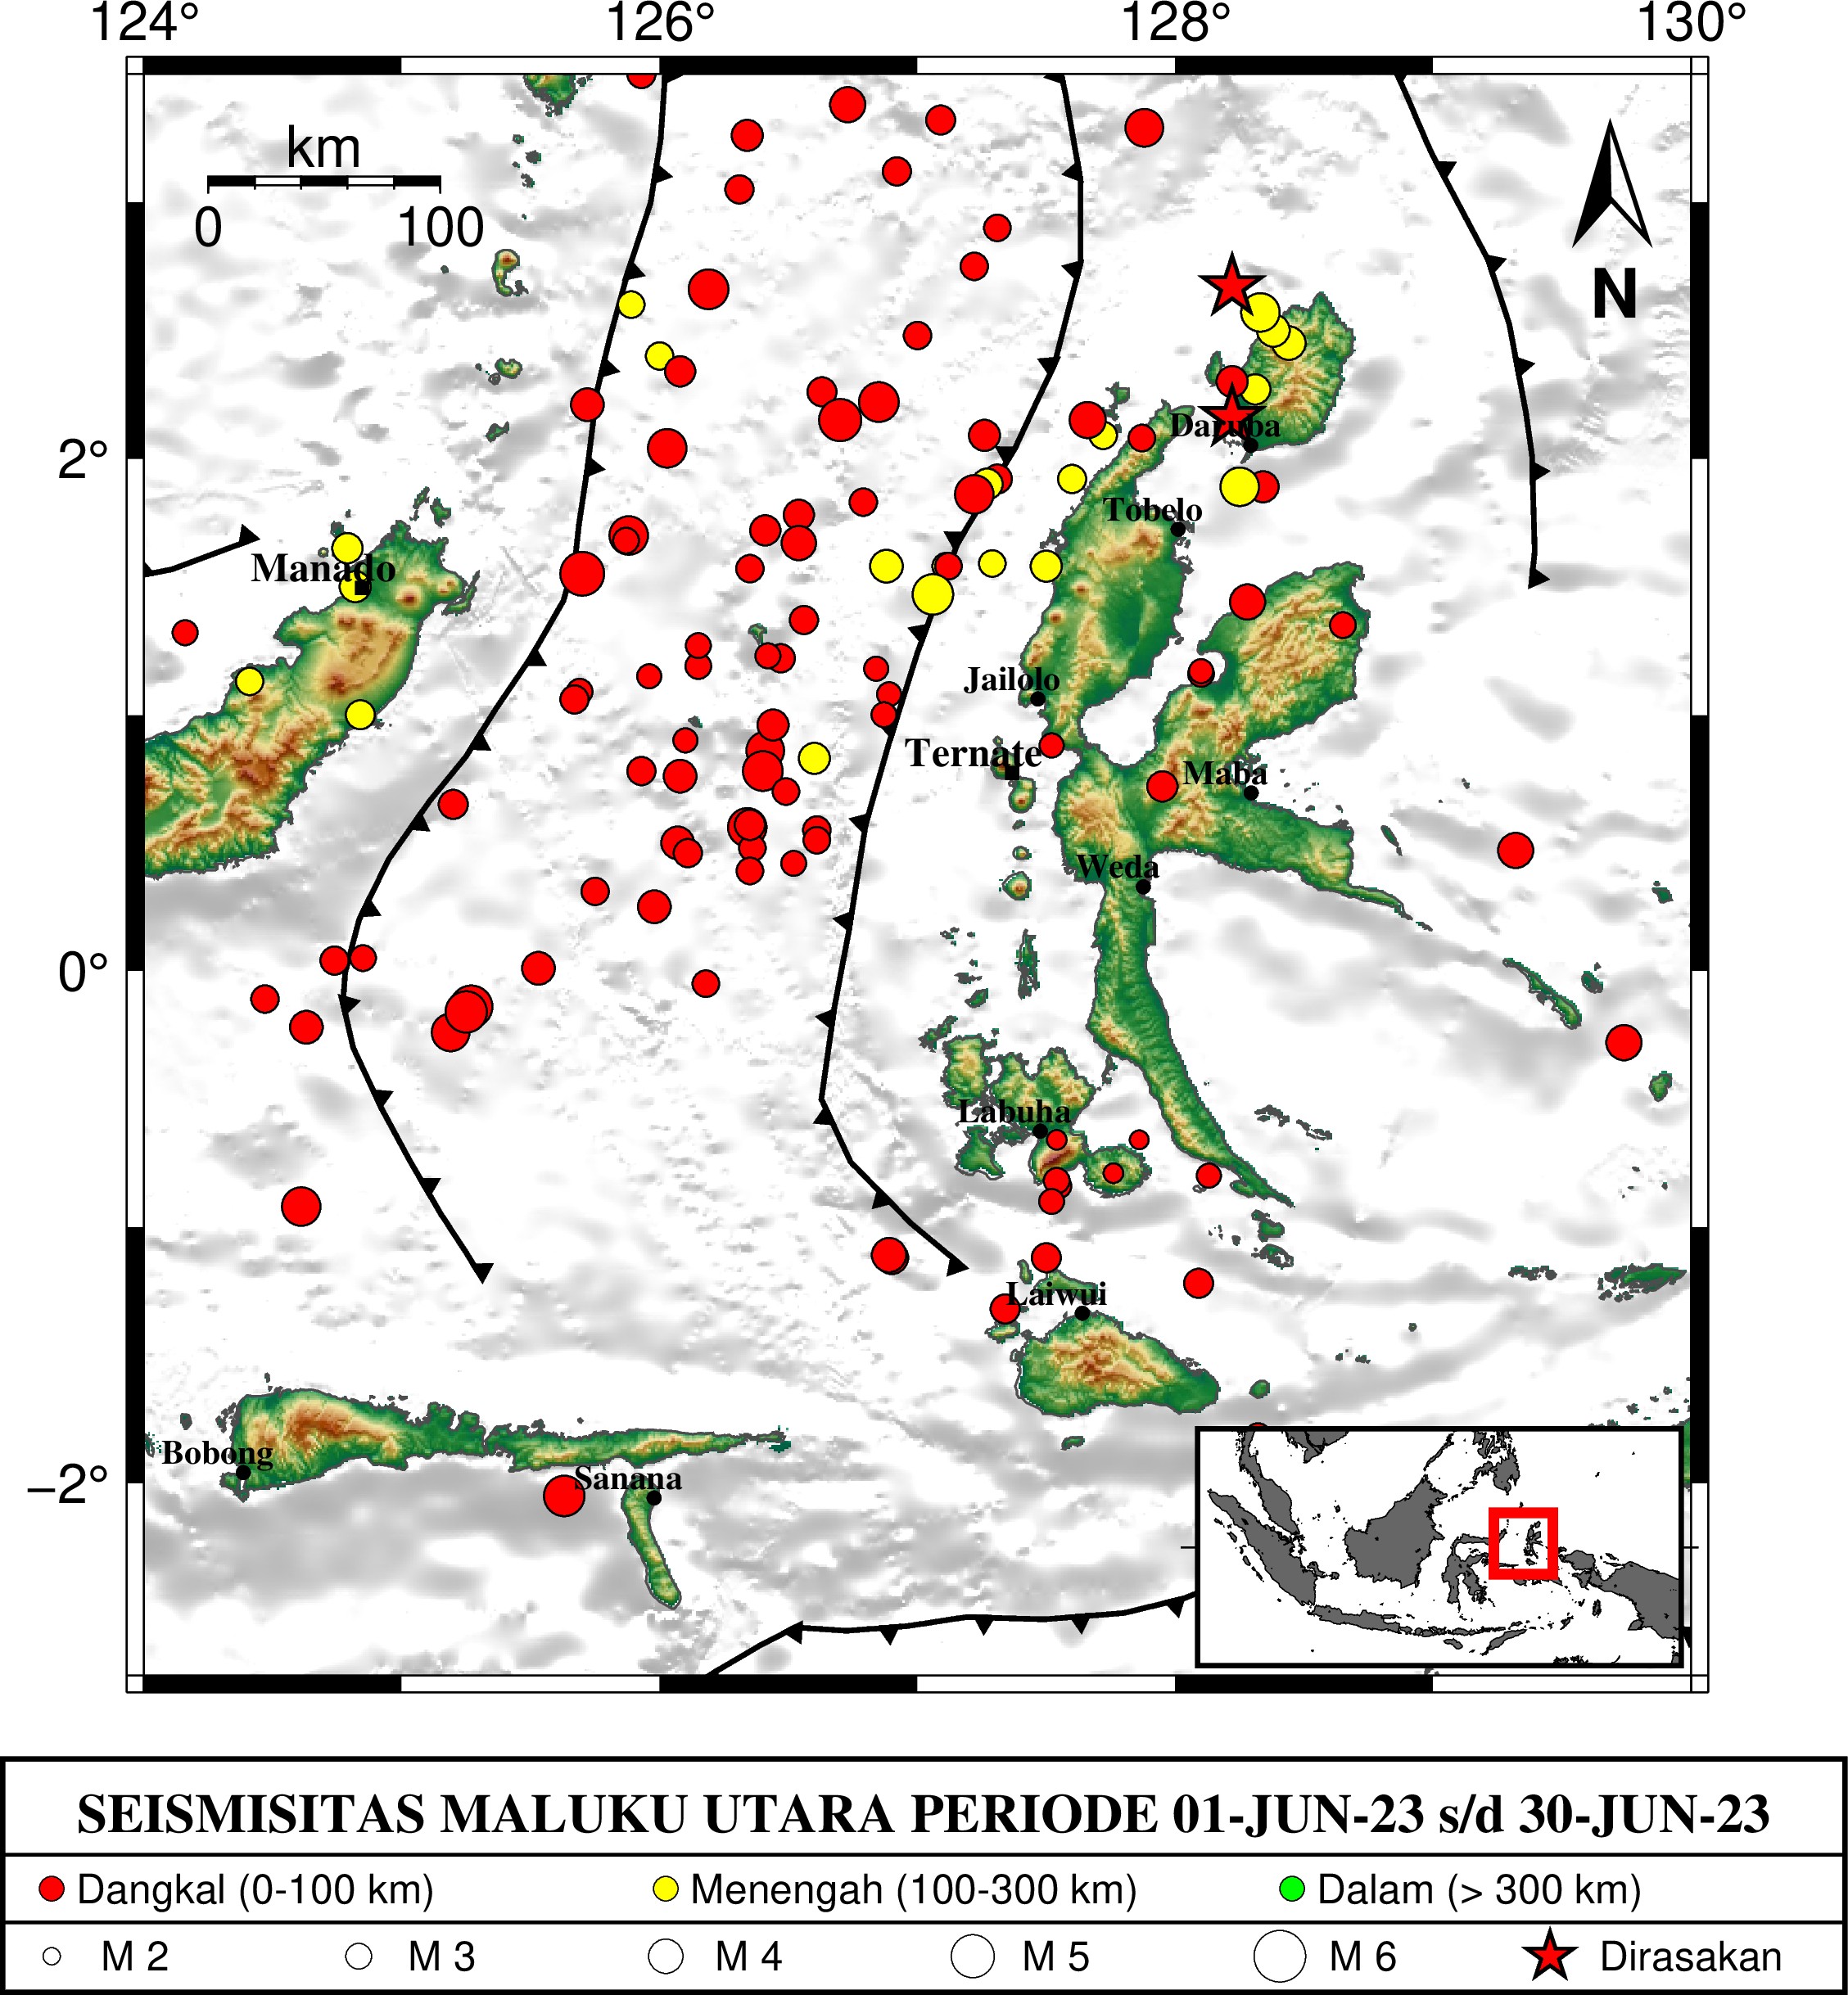 124° 126° 128° 130°
km
0 100
N
2°
Daruba
Tobelo
Manado
Jailolo
Ternate
Maba
Weda
0°
Labuha
Laiwui
Bobong
Sanana
−2°
SEISMISITAS MALUKU UTARA PERIODE 01-JUN-23 s/d 30-JUN-23
Dangkal (0-100 km) Menengah (100-300 km) Dalam (> 300 km)
M 2 M 3 M 4 M 5 M 6 Dirasakan